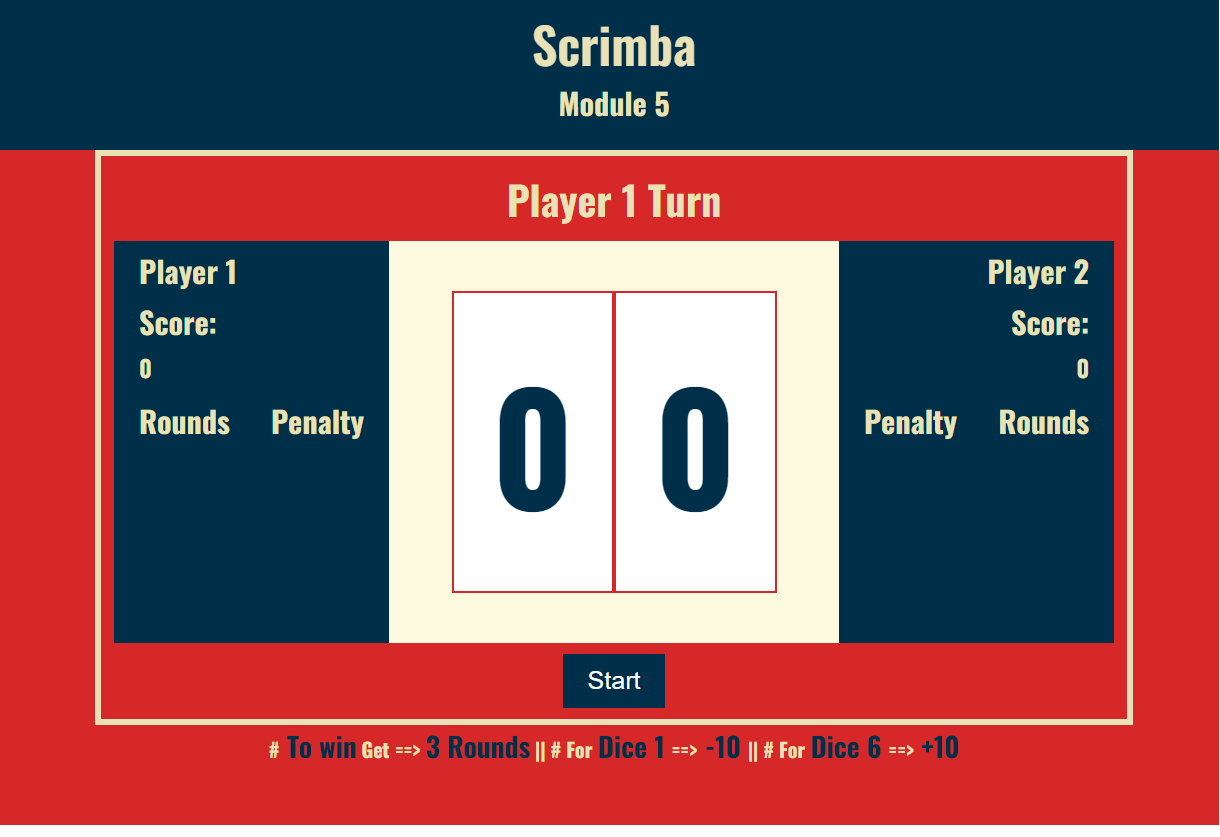 Scrimba
Module 5
Player 1 Turn
Player 1
Score:
0
Rounds Penalty
0 0
Player 2
Score:
0
Penalty Rounds
Start
# To win Get ==> 3 Rounds || # For Dice 1 ==> -10 || # For Dice 6 ==> +10